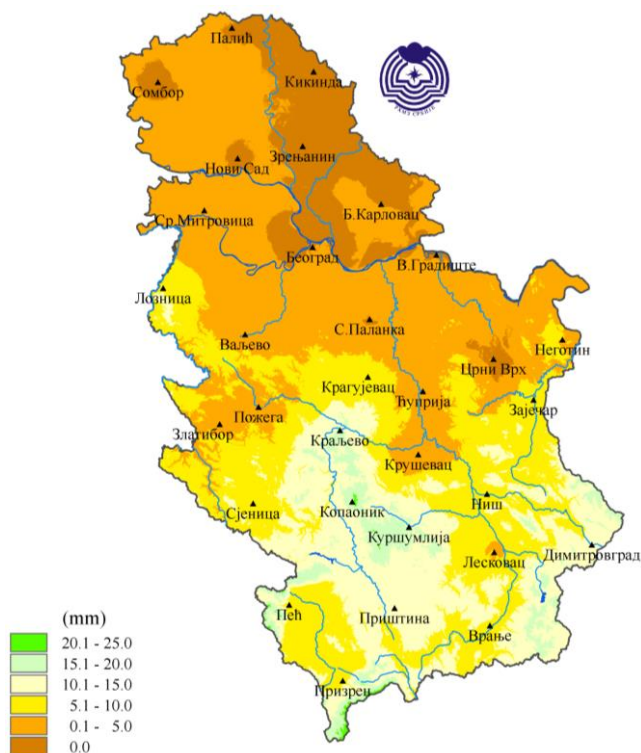 Палић
Кикинда
Сомбор
Зрењанин
Нови Сад
Б.Карловац
Ср.Митровица
Београд
В.Градиште
Лозница
С.Паланка
Ваљево
Неготин
Црни Врх
Крагујевац
Ћуприја
Зајечар
Пожега
Златибор
Краљево
Крушевац
Ниш
Сјеница
Копаоник
Куршумлија
Димитровград
Лесковац
Пећ
Приштина
Врање
Призрен
(mm)
20.1 - 25.0
15.1 - 20.0
10.1 - 15.0
5.1 - 10.0
0.1 - 5.0
0.0
РХМЗ СРБИЈЕ